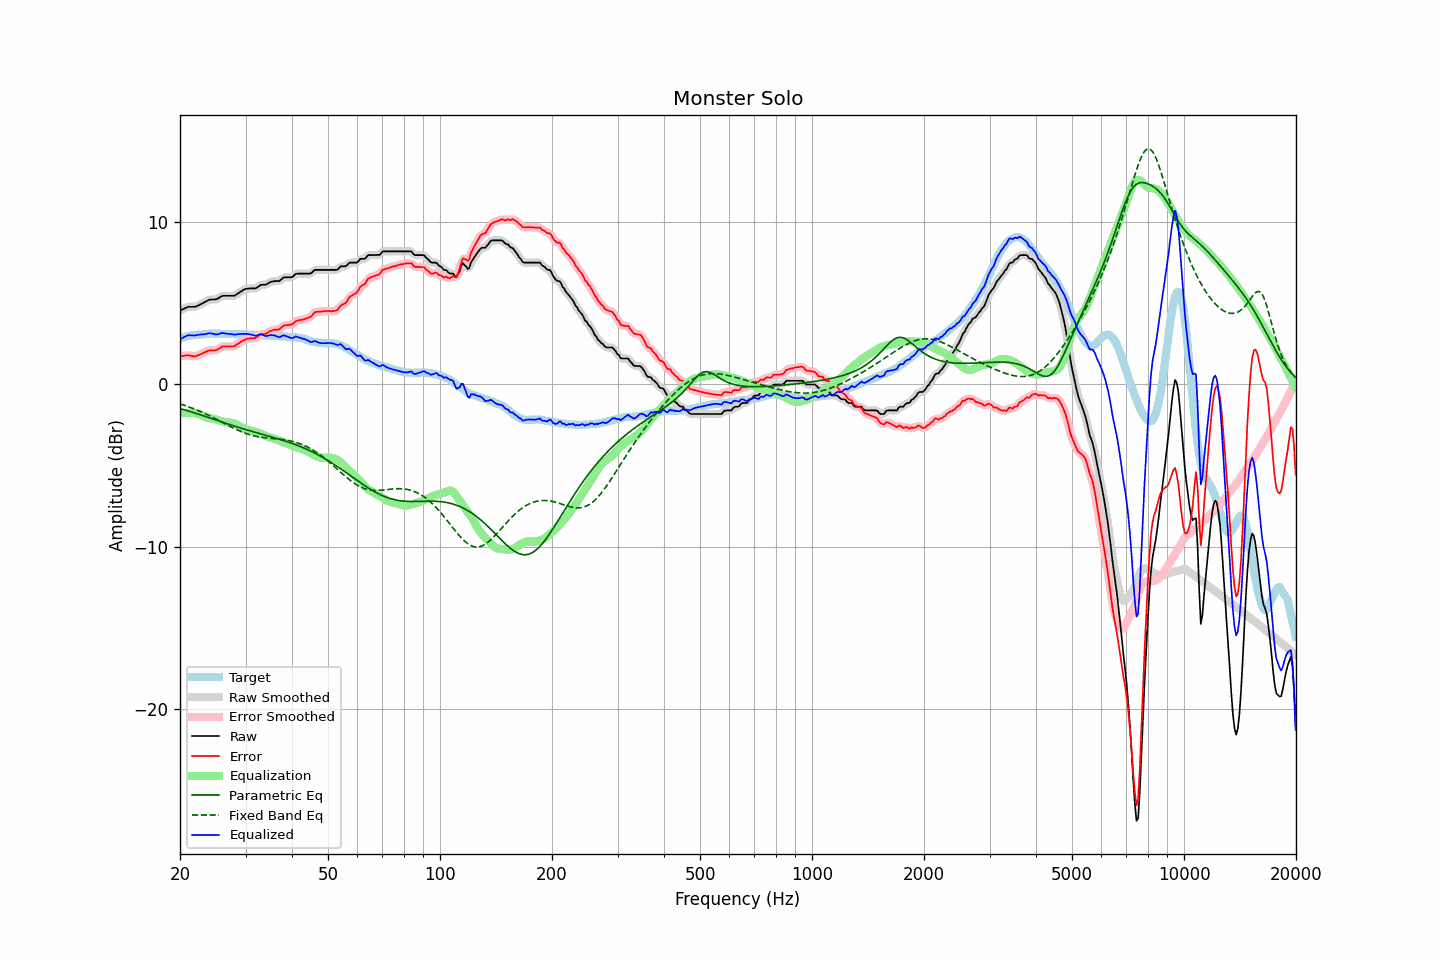 Monster Solo
Amplitude (dBr)
10
0
−10
−20
Target
Raw Smoothed
Error Smoothed
Raw
Error
Equalization
Parametric Eq
Fixed Band Eq
Equalized
20
50
100
200
500
1000
2000
5000
10000
20000
Frequency (Hz)